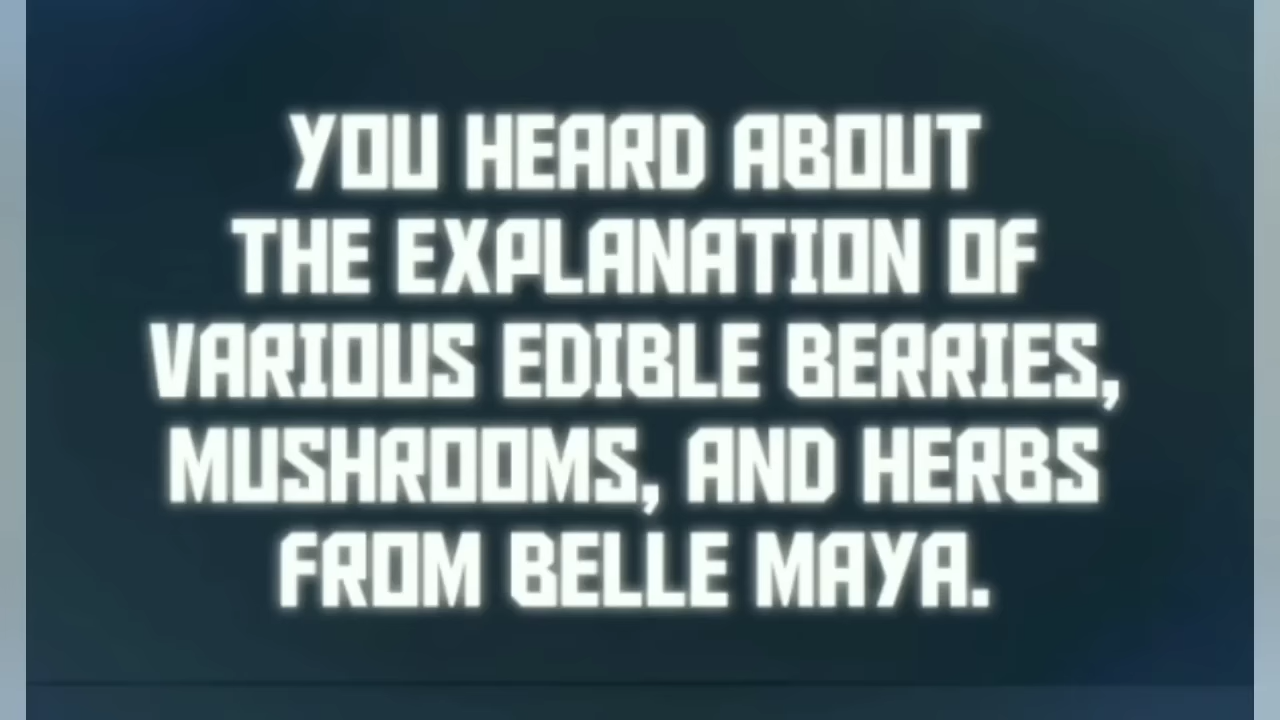 YOU HEARD ABOUT
THE EXPLANATION OF
VARIOUS EDIBLE BERRIES,
MUSHROOMS, AND HERBS
FROM BELLE MAYA.